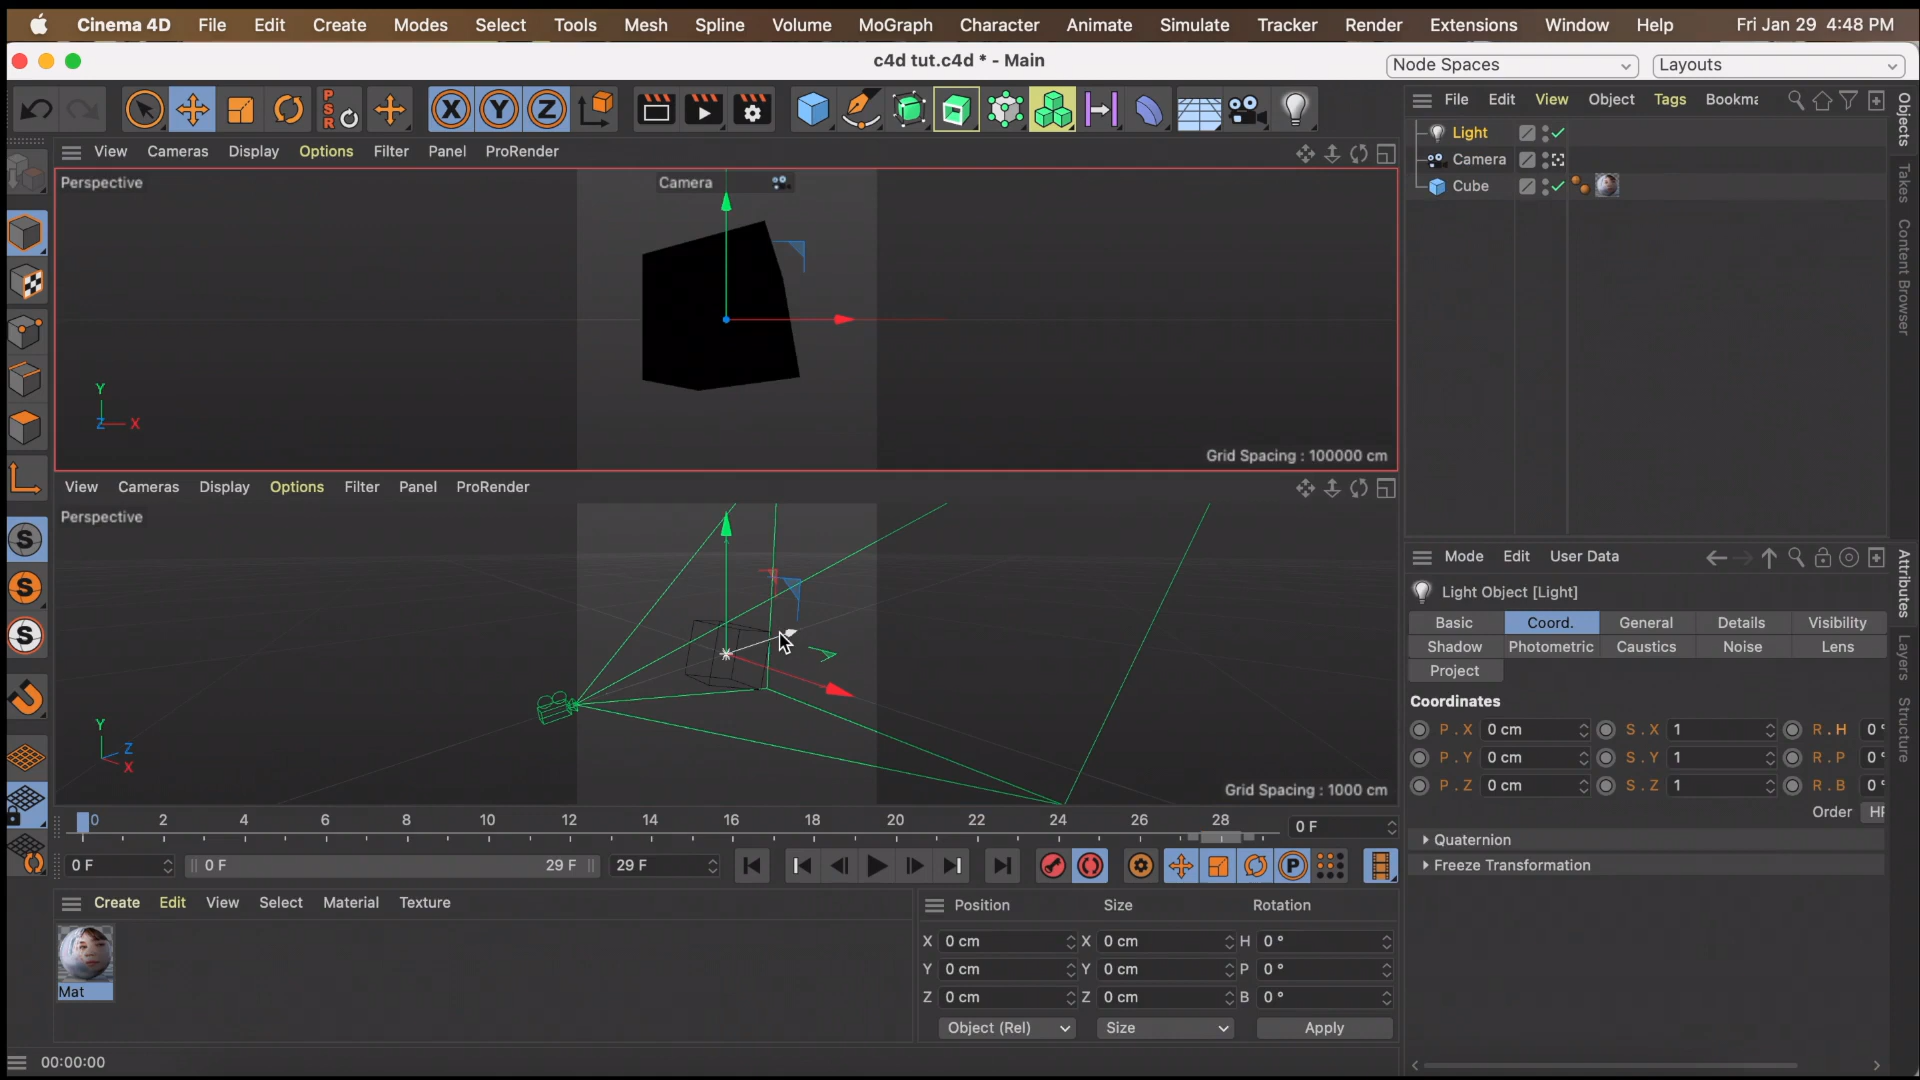 Cinema 4D File Edit Create Modes Select Tools Mesh Spline Volume MoGraph Character Animate Simulate Tracker Render Extensions Window Help Fri Jan 29 4:48 PM
c4d tut.c4d * - Main
Node Spaces Layouts
PSR X Y Z
File Edit View Object Tags Bookma
View Cameras Display Options Filter Panel ProRender
Perspective
Camera
Y
Z X
Grid Spacing : 100000 cm
Light
Camera
Cube
Objects
Takes
Content Browser
View Cameras Display Options Filter Panel ProRender
Perspective
Y
Z
X
Grid Spacing : 1000 cm
S
S
S
Mode Edit User Data
Light Object [Light]
Basic Coord. General Details Visibility
Shadow Photometric Caustics Noise Lens
Project
Coordinates
P . X 0 cm S . X 1 R . H 0 °
P . Y 0 cm S . Y 1 R . P 0 °
P . Z 0 cm S . Z 1 R . B 0 °
Order
Quaternion
Freeze Transformation
Attributes
Layers
Structure
0 2 4 6 8 10 12 14 16 18 20 22 24 26 28 0 F
0 F 0 F 29 F 29 F P
Create Edit View Select Material Texture
Mat
Position Size Rotation
X 0 cm X 0 cm H 0 °
Y 0 cm Y 0 cm P 0 °
Z 0 cm Z 0 cm B 0 °
Object (Rel) Size Apply
00:00:00